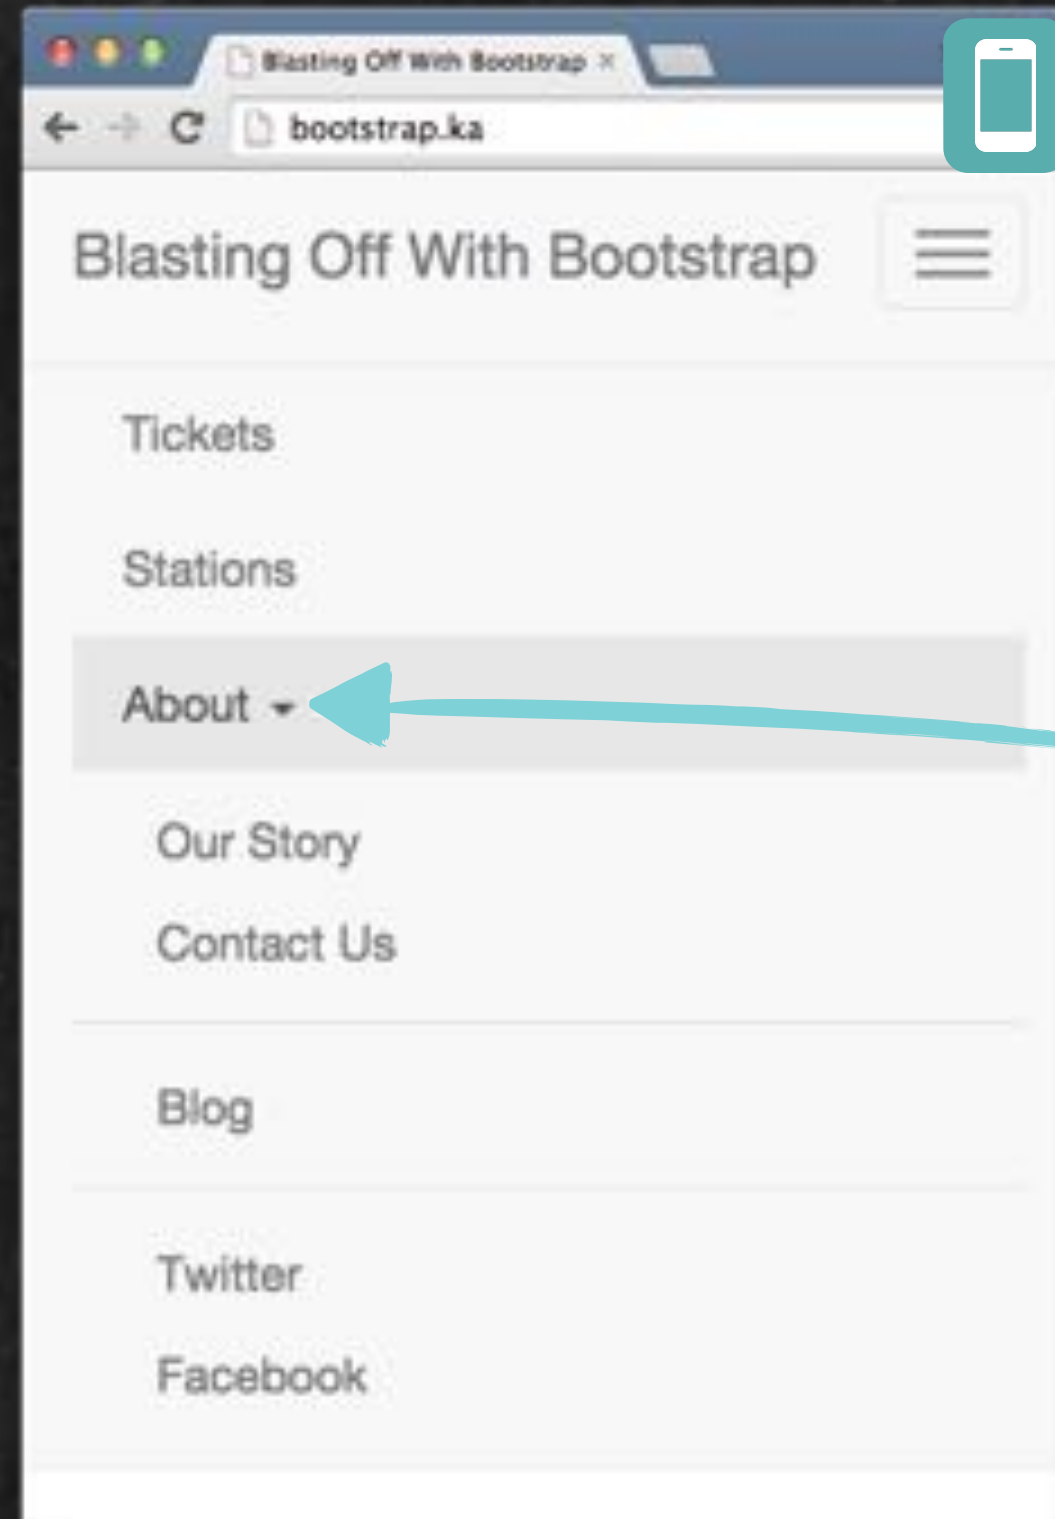 Blasting Off With Bootstrap
bootstrap.ka
Blasting Off With Bootstrap
Tickets
Stations
About
Our Story
Contact Us
Blog
Twitter
Facebook